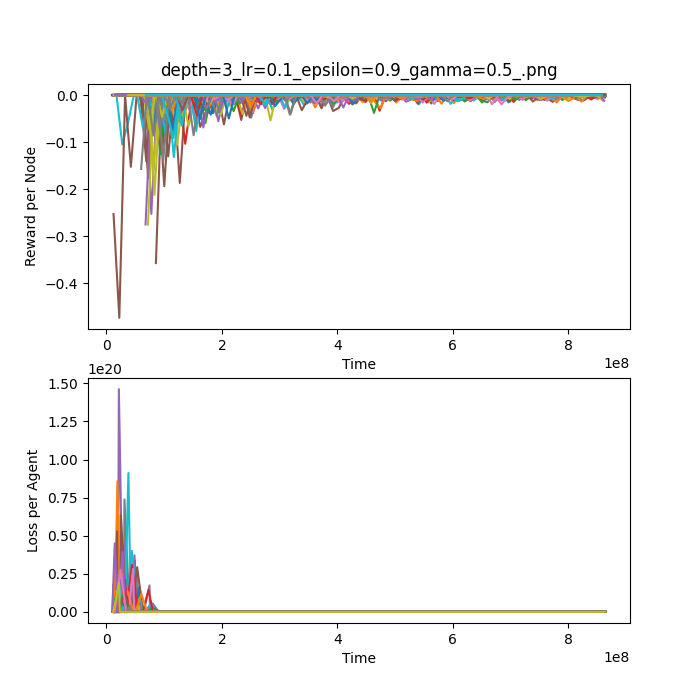 depth=3_lr=0.1_epsilon=0.9_gamma=0.5_.png
0.0
−0.1
−0.2
−0.3
−0.4
Reward per Node
0 2 4 6 8
1e8
Time
1e20
1.50
1.25
1.00
0.75
0.50
0.25
0.00
Loss per Agent
0 2 4 6 8
1e8
Time